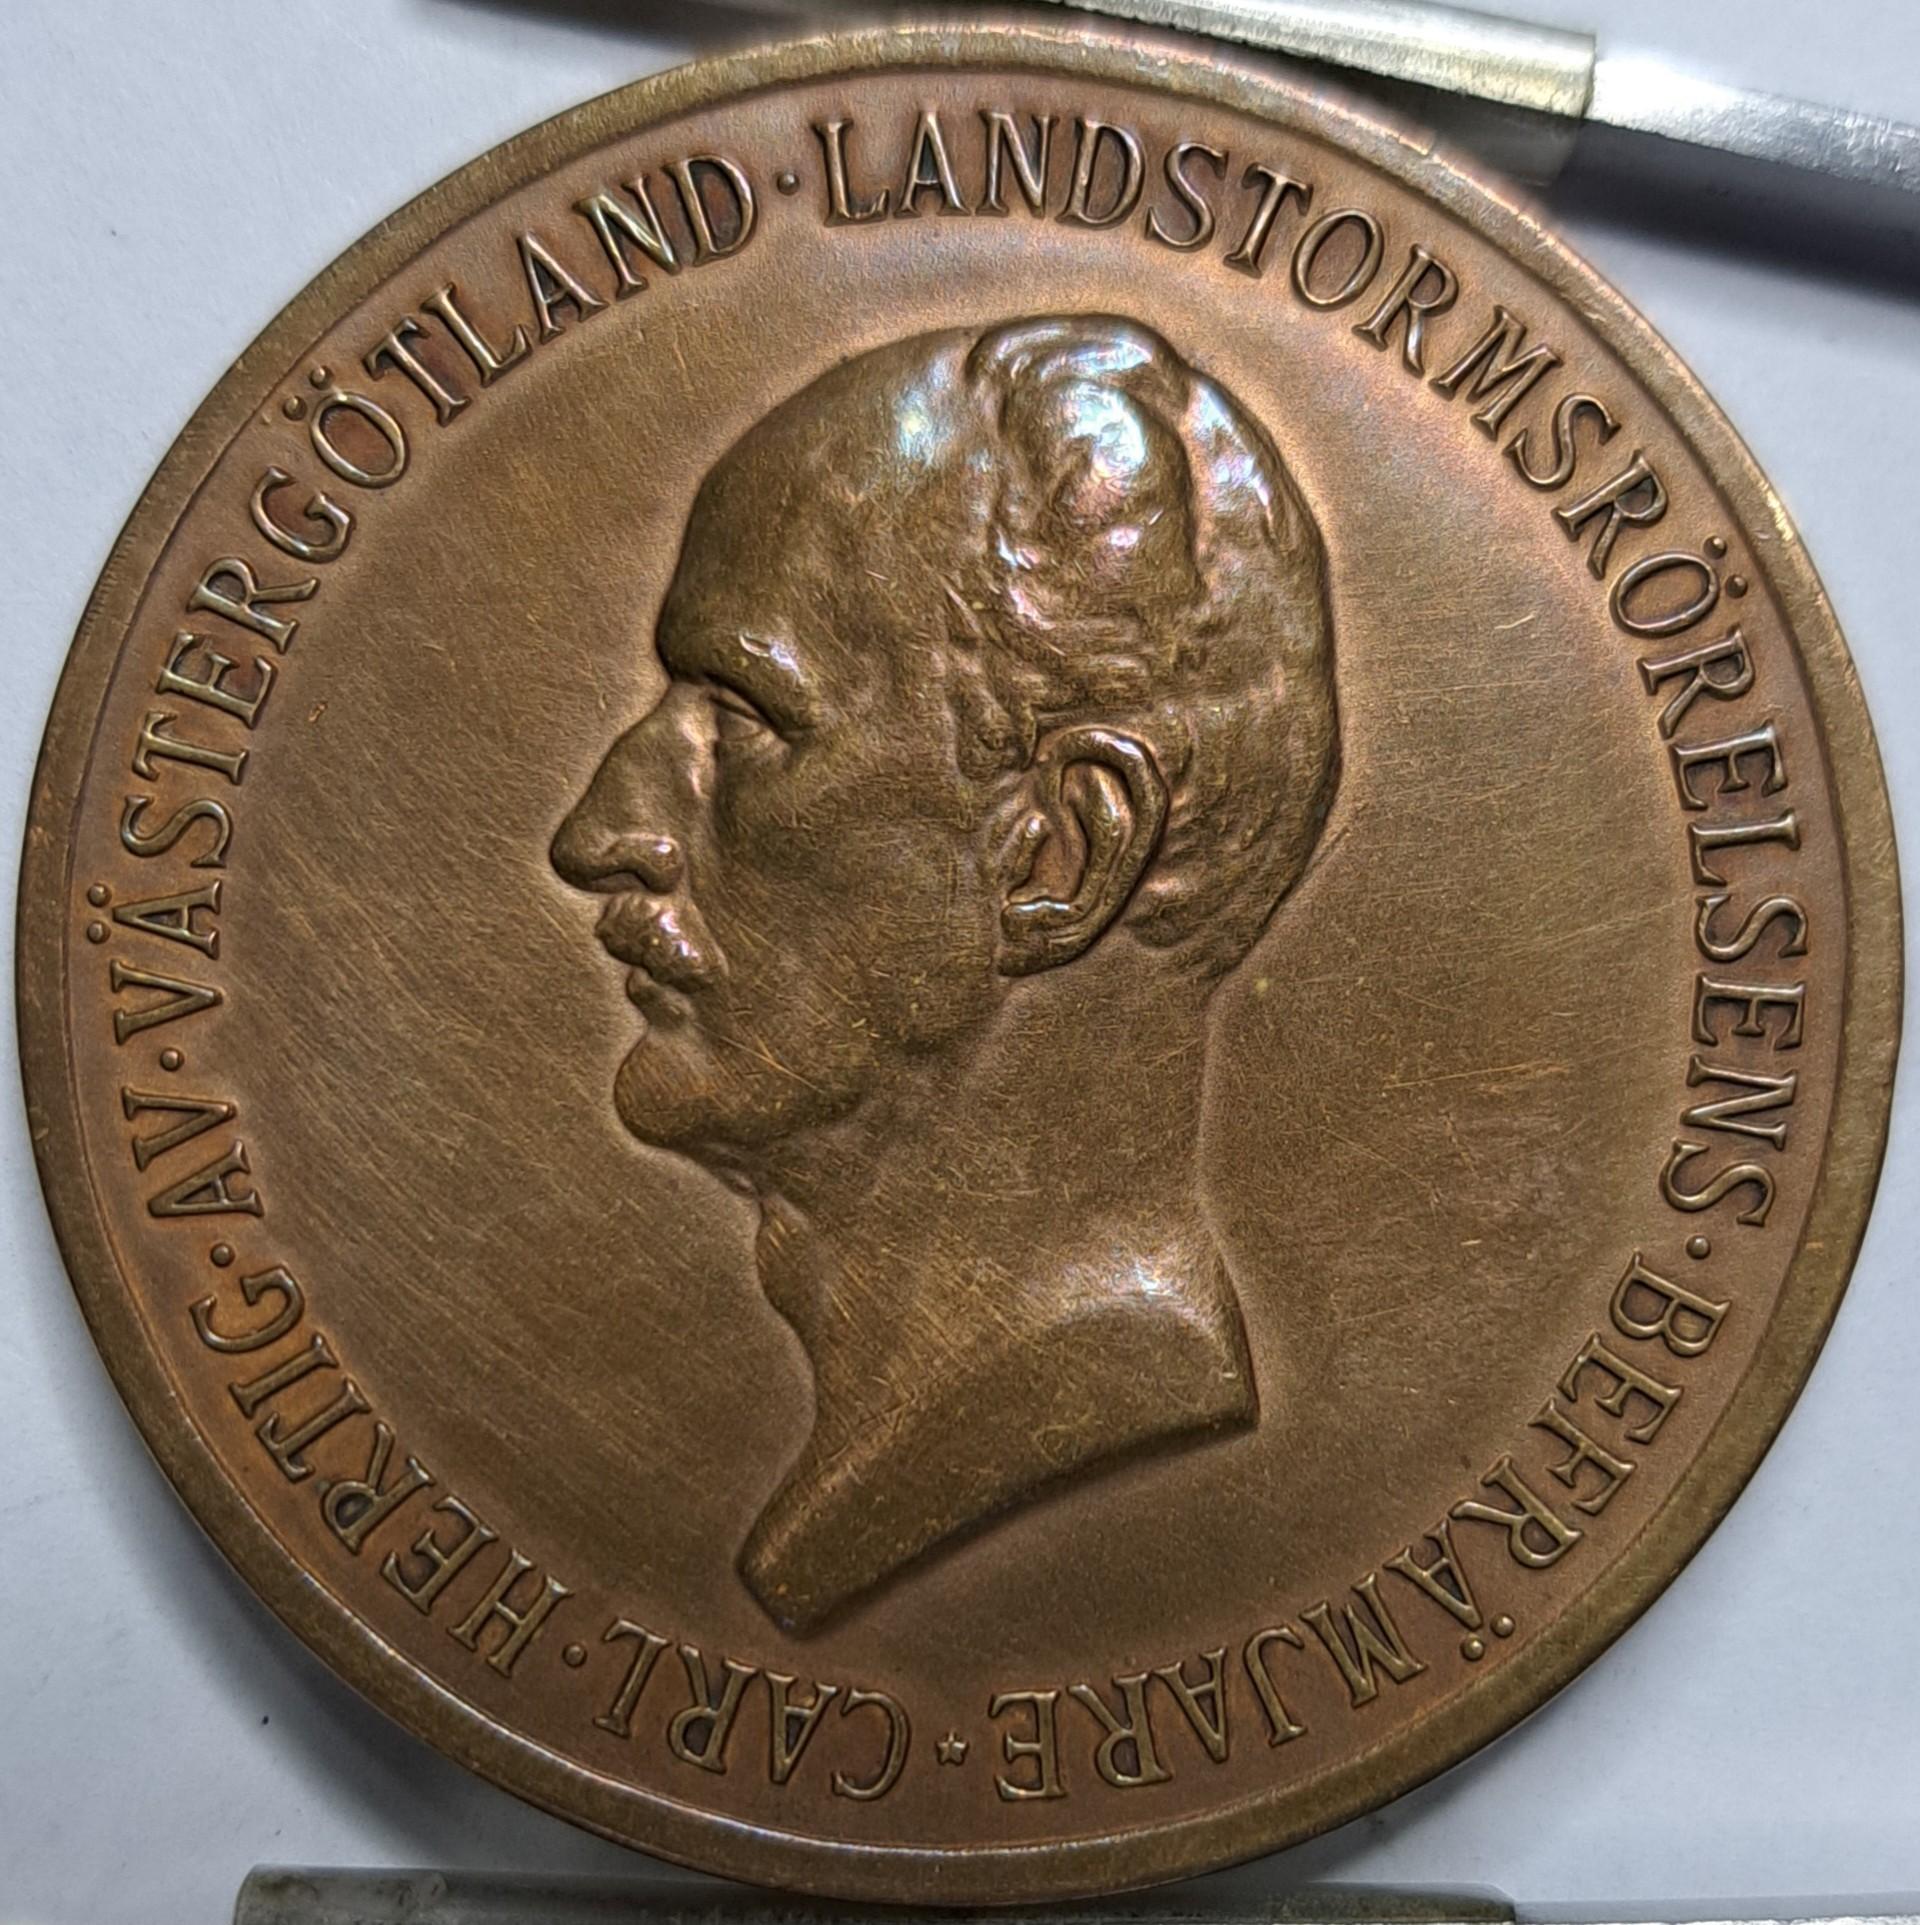 CARL · HERTIG · AV · VÄSTERGÖTLAND · LANDSTORMSRÖRELSENS · BEFRÄMJARE ★